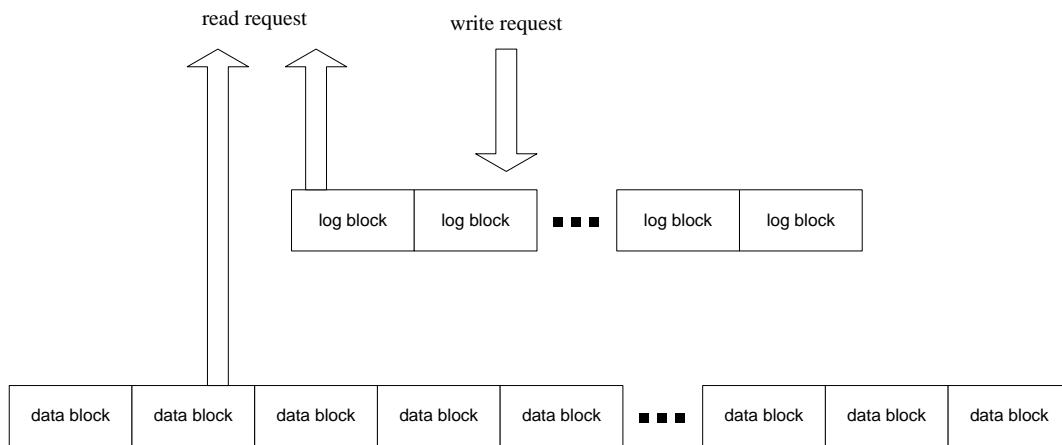 read request write request
log block log block log block log block
data block data block data block data block data block data block data block data block